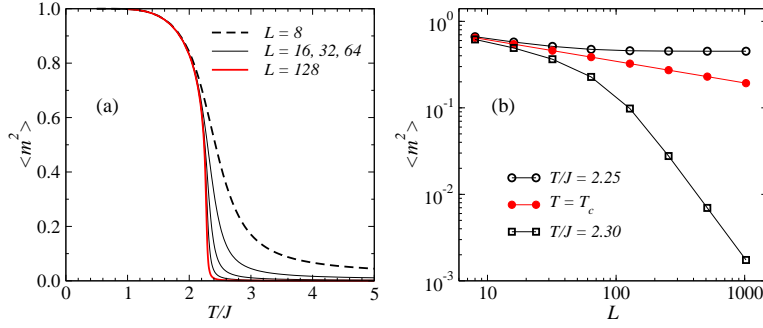 1.0
0.8
0.6
0.4
0.2
0.0
<m²>
L = 8
L = 16, 32, 64
L = 128
(a)
0 1 2 3 4 5
T/J
10⁰
10⁻¹
10⁻²
10⁻³
<m²>
(b)
T/J = 2.25
T = T_c
T/J = 2.30
10 100 1000
L